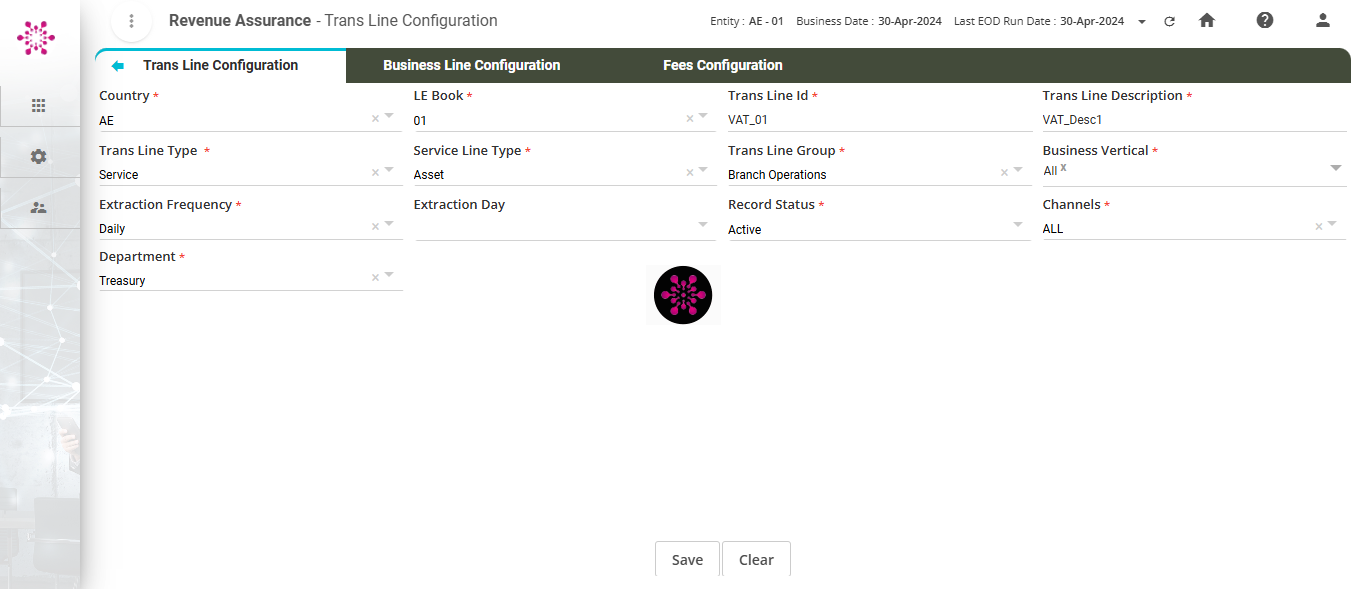 Revenue Assurance - Trans Line Configuration
Entity : AE - 01 Business Date : 30-Apr-2024 Last EOD Run Date : 30-Apr-2024
Trans Line Configuration Business Line Configuration Fees Configuration
Country * LE Book * Trans Line Id * Trans Line Description *
AE × 01 × VAT_01 VAT_Desc1
Trans Line Type * Service Line Type * Trans Line Group * Business Vertical *
Service × Asset × Branch Operations × All x
Extraction Frequency * Extraction Day Record Status * Channels *
Daily × Active ALL ×
Department *
Treasury ×
Save Clear